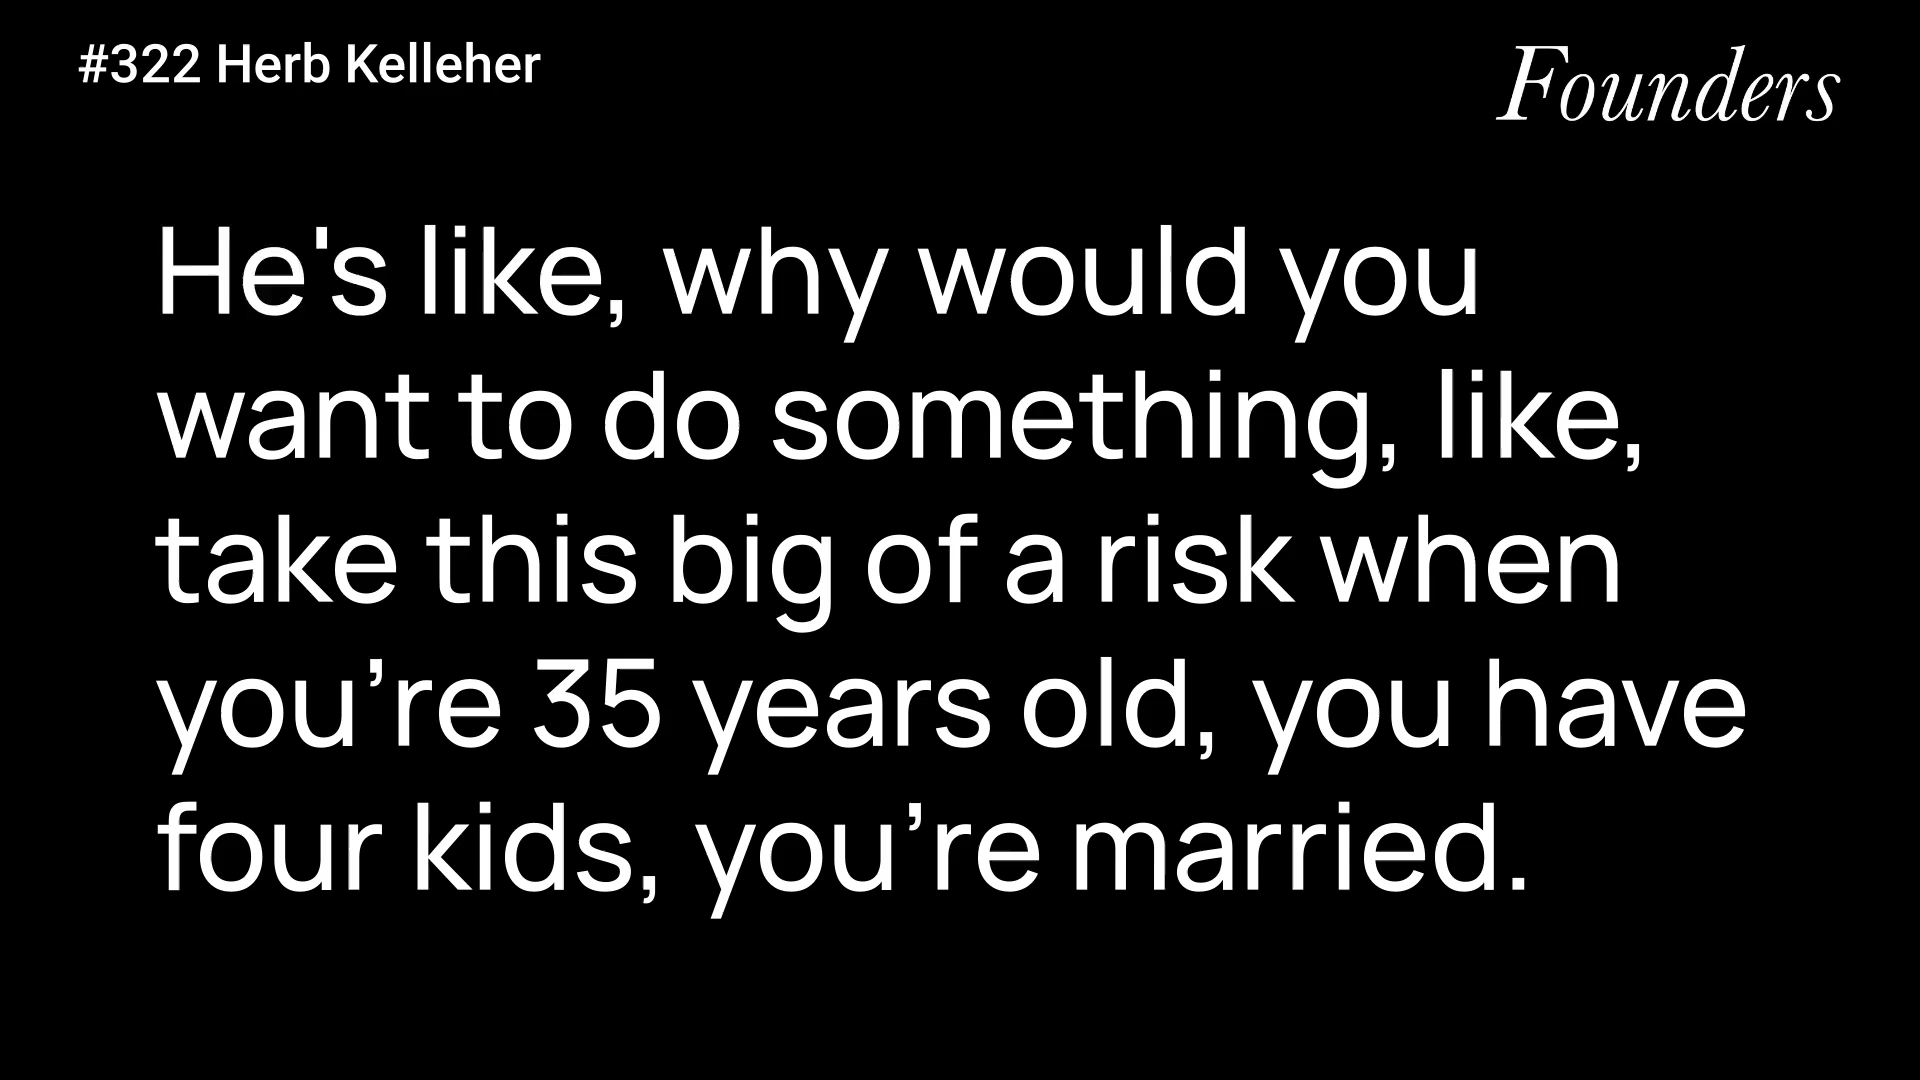 #322 Herb Kelleher
Founders
He's like, why would you
want to do something, like,
take this big of a risk when
you’re 35 years old, you have
four kids, you’re married.